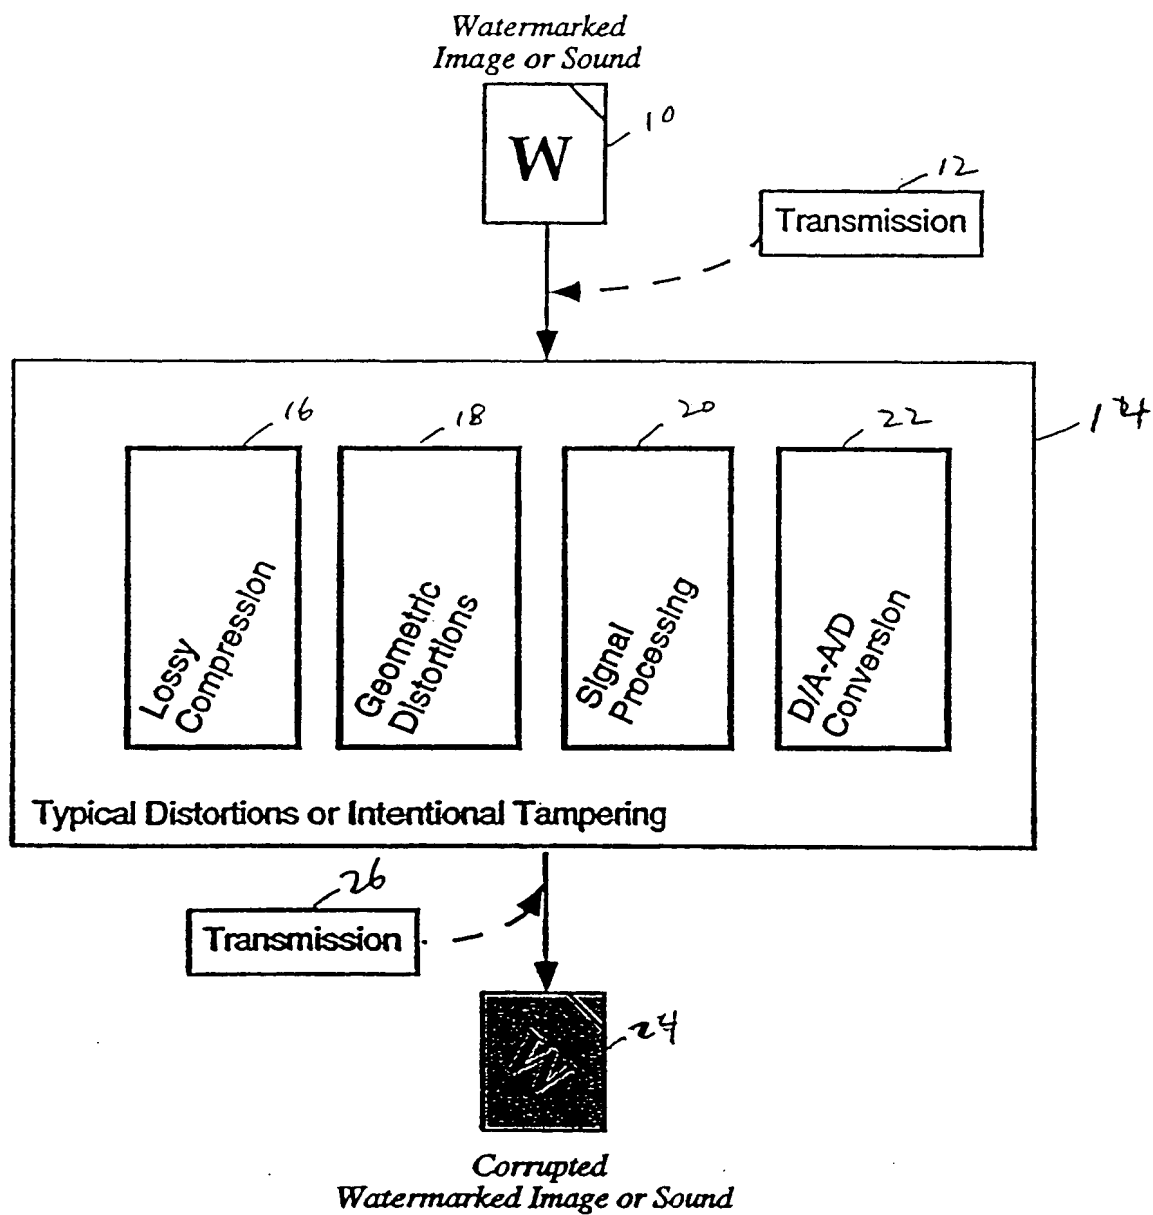 Watermarked
Image or Sound
W
10
12
Transmission
14
16
18
20
22
Lossy
Compression
Geometric
Distortions
Signal
Processing
D/A-A/D
Conversion
Typical Distortions or Intentional Tampering
26
Transmission
W
24
Corrupted
Watermarked Image or Sound